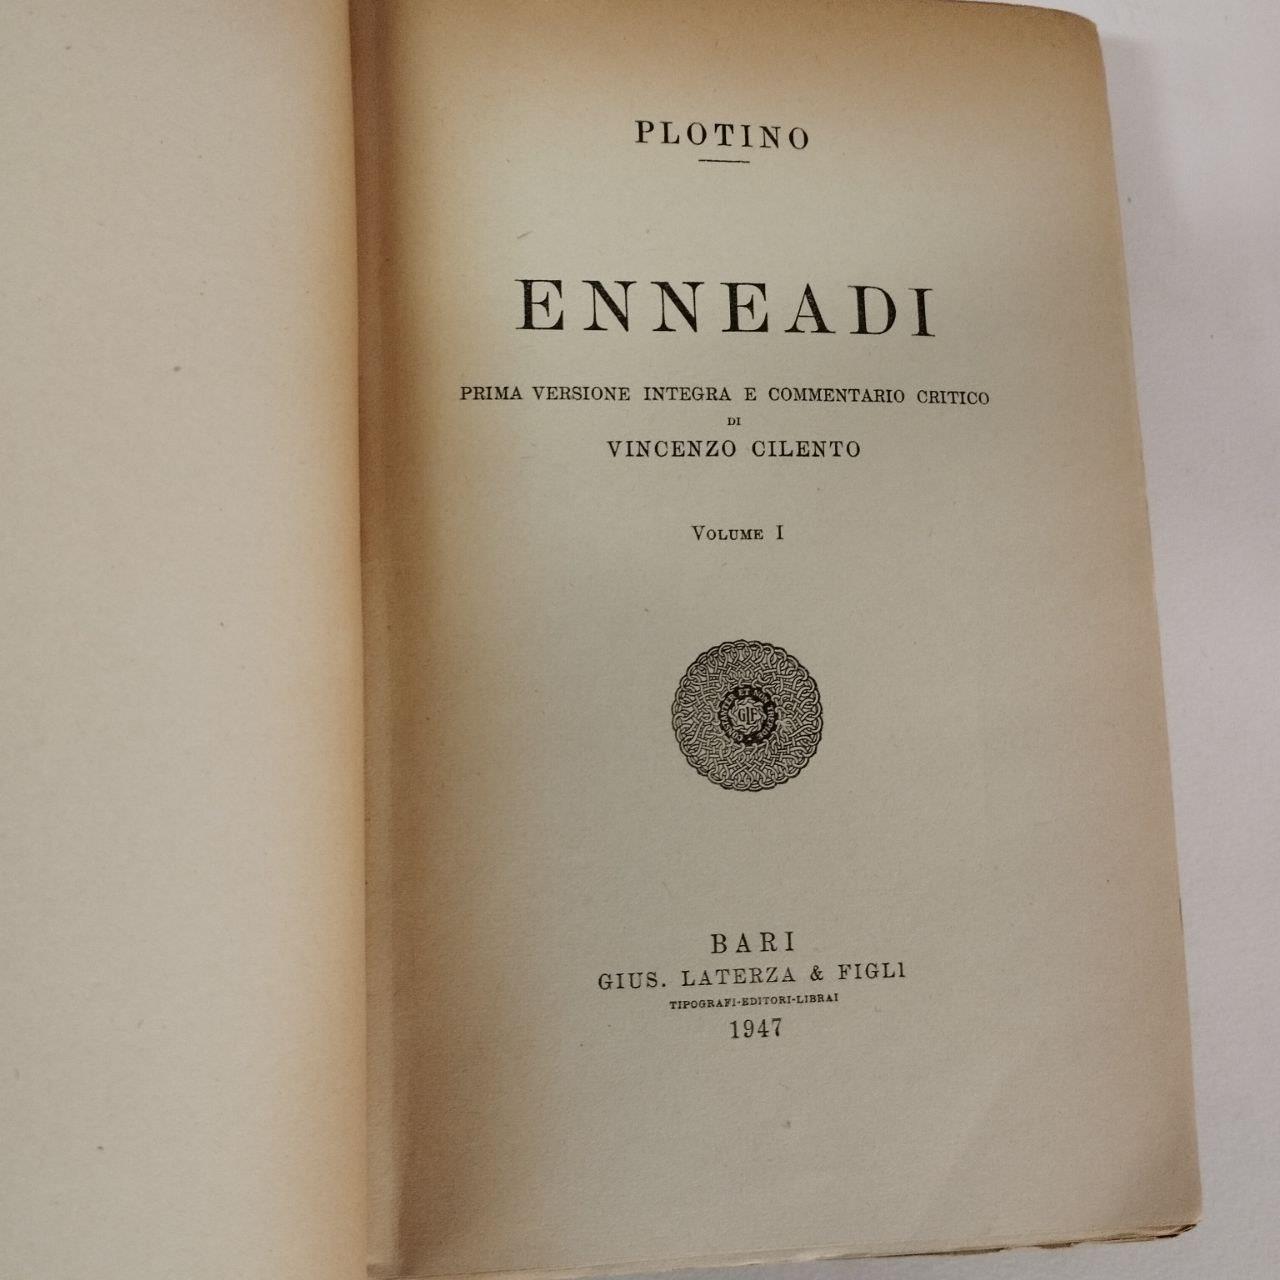 PLOTINO
ENNEADI
PRIMA VERSIONE INTEGRA E COMMENTARIO CRITICO
DI
VINCENZO CILENTO
VOLUME I
GLF
BARI
GIUS. LATERZA & FIGLI
TIPOGRAFI-EDITORI-LIBRAI
1947